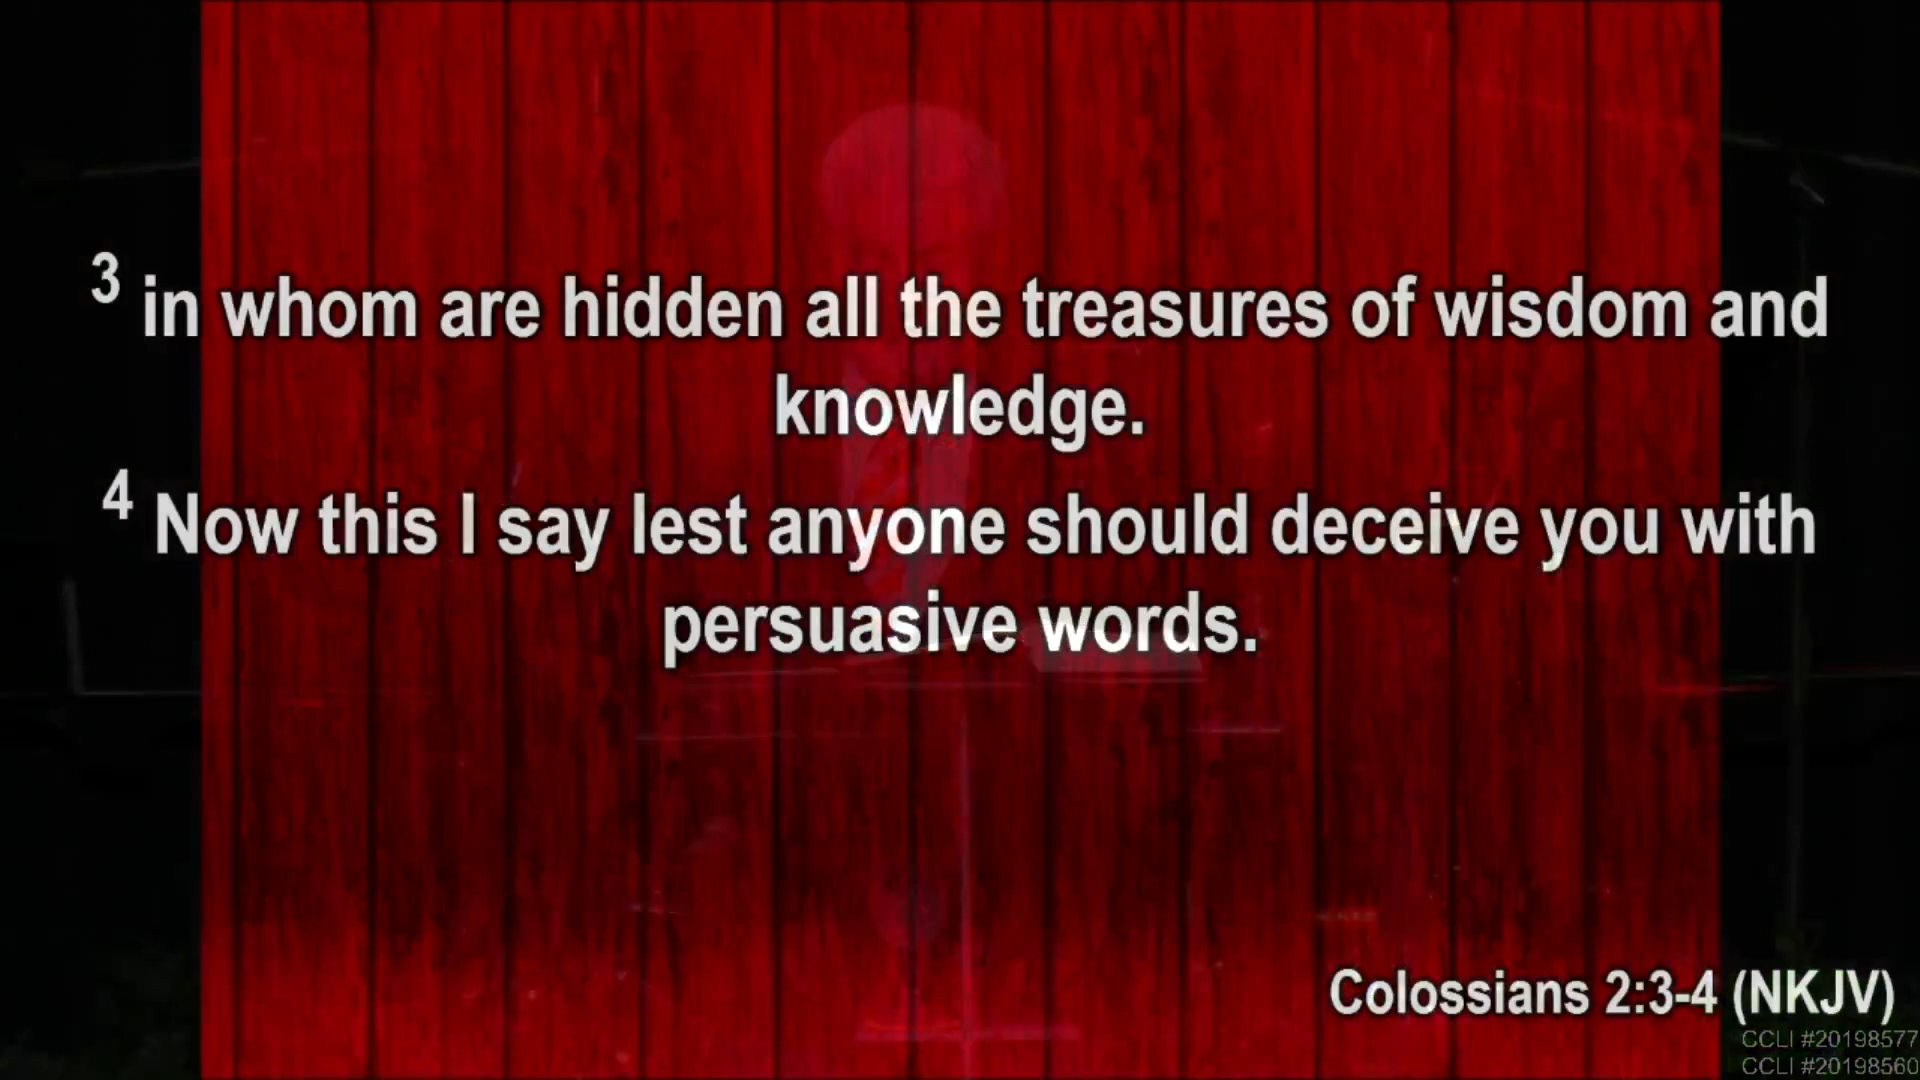 3 in whom are hidden all the treasures of wisdom and
knowledge.
4 Now this I say lest anyone should deceive you with
persuasive words.
Colossians 2:3-4 (NKJV)
CCLI #20198577
CCLI #20198560